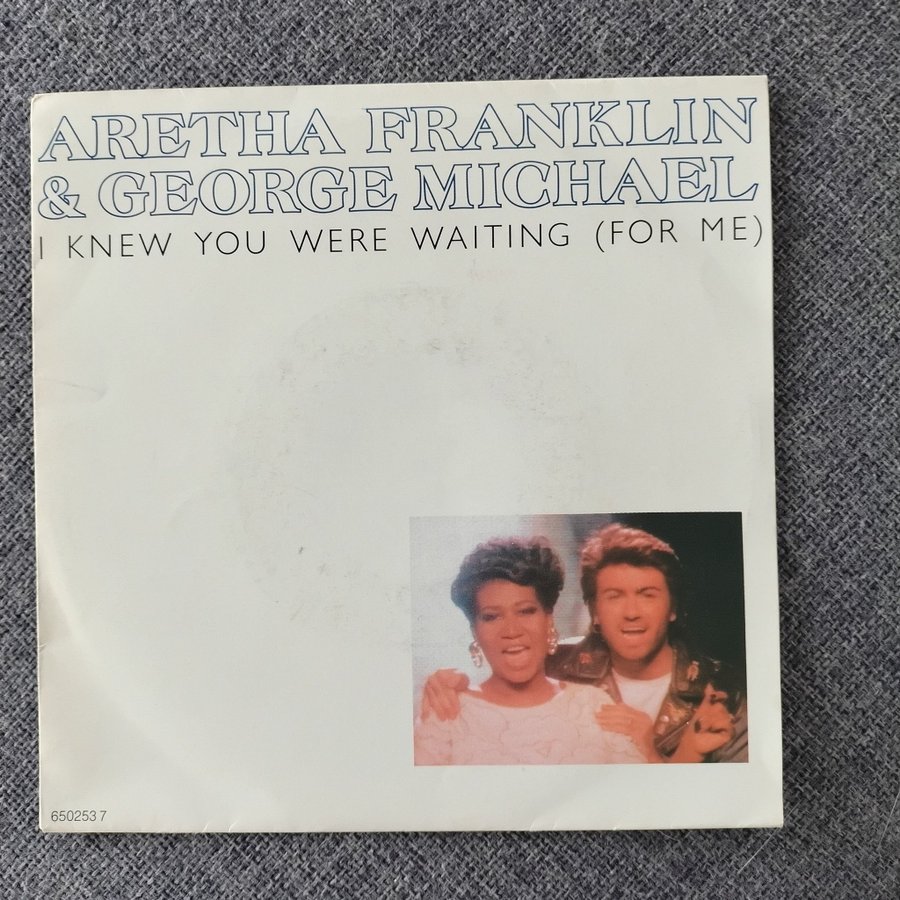 ARETHA FRANKLIN
& GEORGE MICHAEL
I KNEW YOU WERE WAITING (FOR ME)
650253 7